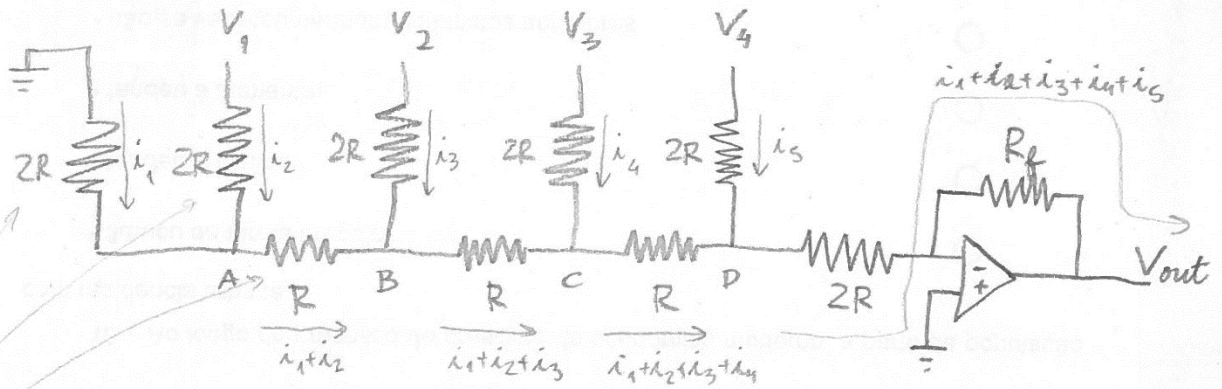 V1 V2 V3 V4
i1+i2+i3+i4+i5
2R i1 2R i2 2R i3 2R i4 2R i5 Rf
A B C D
R R R 2R Vout
- +
i1+i2 i1+i2+i3 i1+i2+i3+i4